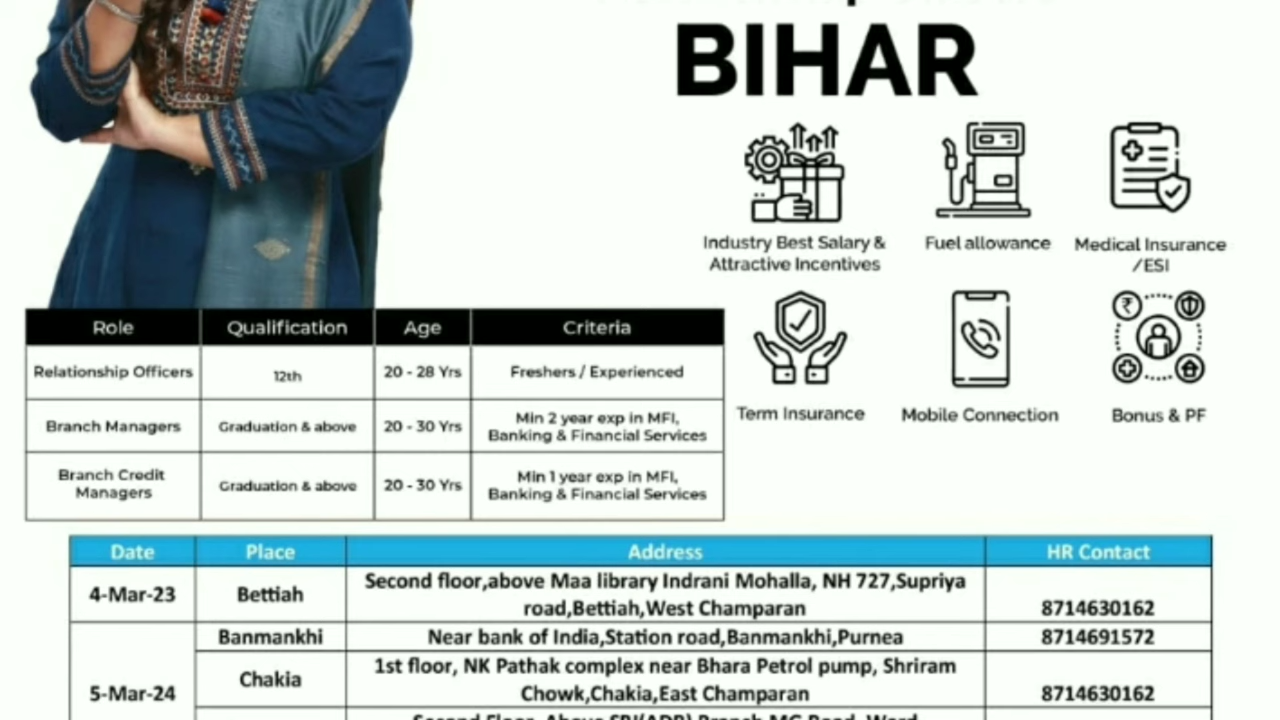 BIHAR
Industry Best Salary &
Attractive Incentives
Fuel allowance
Medical Insurance
/ESI
Term Insurance
Mobile Connection
Bonus & PF
Role Qualification Age Criteria
Relationship Officers 12th 20 - 28 Yrs Freshers / Experienced
Branch Managers Graduation & above 20 - 30 Yrs Min 2 year exp in MFI,
Banking & Financial Services
Branch Credit
Managers Graduation & above 20 - 30 Yrs Min 1 year exp in MFI,
Banking & Financial Services
Date Place Address HR Contact
4-Mar-23 Bettiah Second floor,above Maa library Indrani Mohalla, NH 727,Supriya
road,Bettiah,West Champaran 8714630162
Banmankhi Near bank of India,Station road,Banmankhi,Purnea 8714691572
5-Mar-24 Chakia 1st floor, NK Pathak complex near Bhara Petrol pump, Shriram
Chowk,Chakia,East Champaran 8714630162